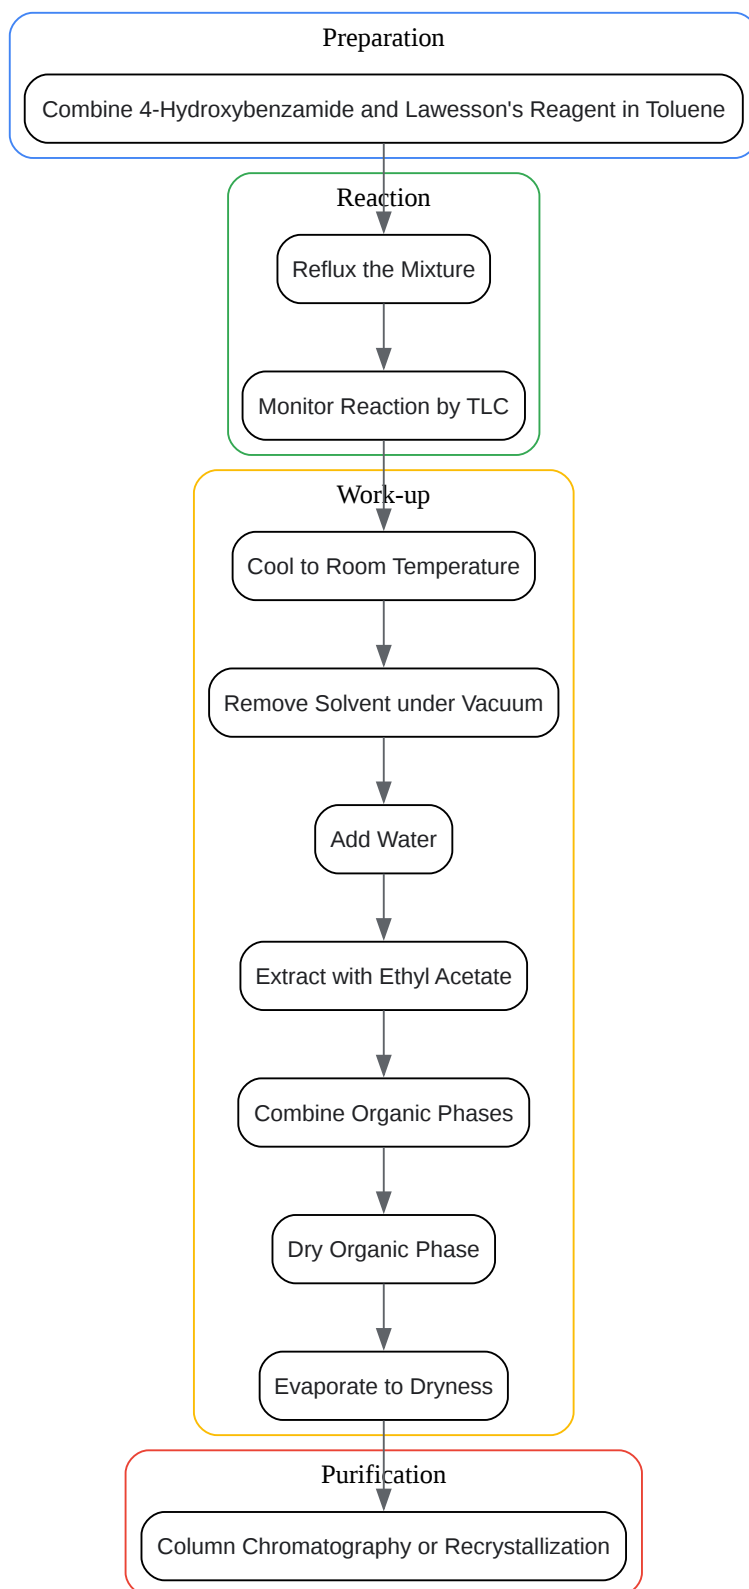 Preparation
Combine 4-Hydroxybenzamide and Lawesson's Reagent in Toluene
Reaction
Reflux the Mixture
Monitor Reaction by TLC
Work-up
Cool to Room Temperature
Remove Solvent under Vacuum
Add Water
Extract with Ethyl Acetate
Combine Organic Phases
Dry Organic Phase
Evaporate to Dryness
Purification
Column Chromatography or Recrystallization